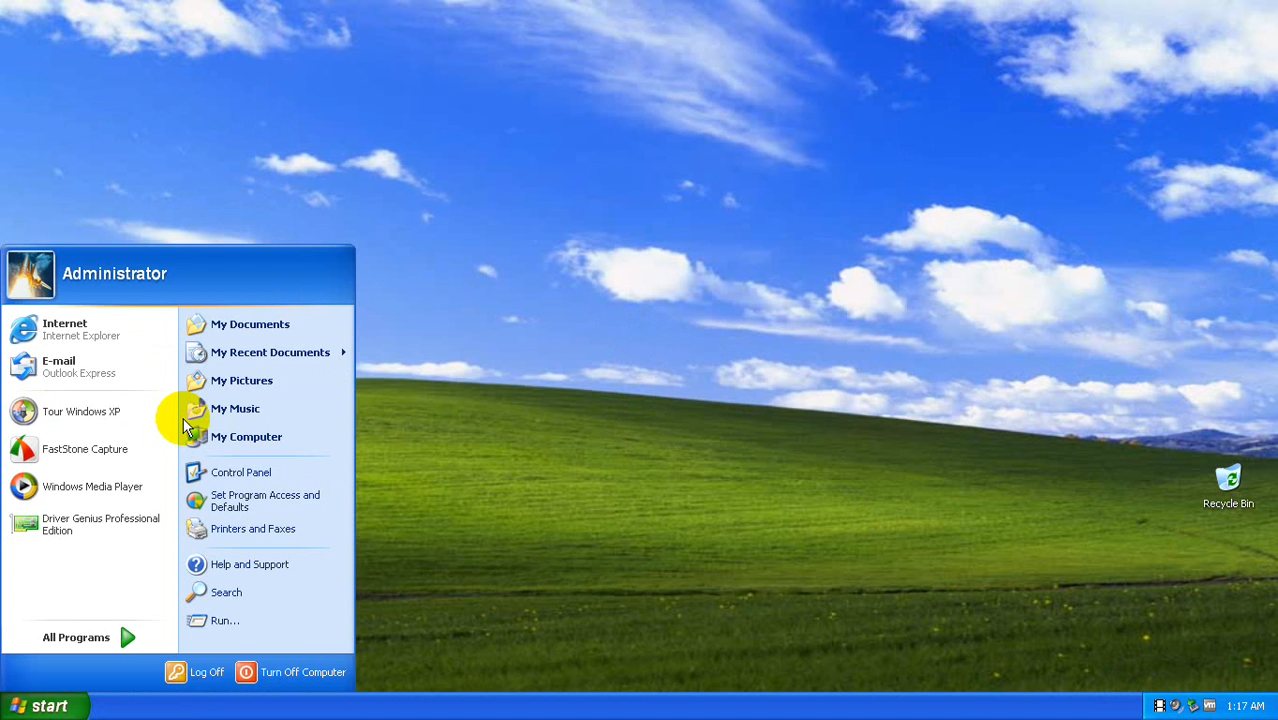 Administrator
Internet
Internet Explorer
E-mail
Outlook Express
Tour Windows XP
FastStone Capture
Windows Media Player
Driver Genius Professional
Edition
All Programs
My Documents
My Recent Documents
My Pictures
My Music
My Computer
Control Panel
Set Program Access and
Defaults
Printers and Faxes
Help and Support
Search
Run...
Log Off
Turn Off Computer
Recycle Bin
start
1:17 AM